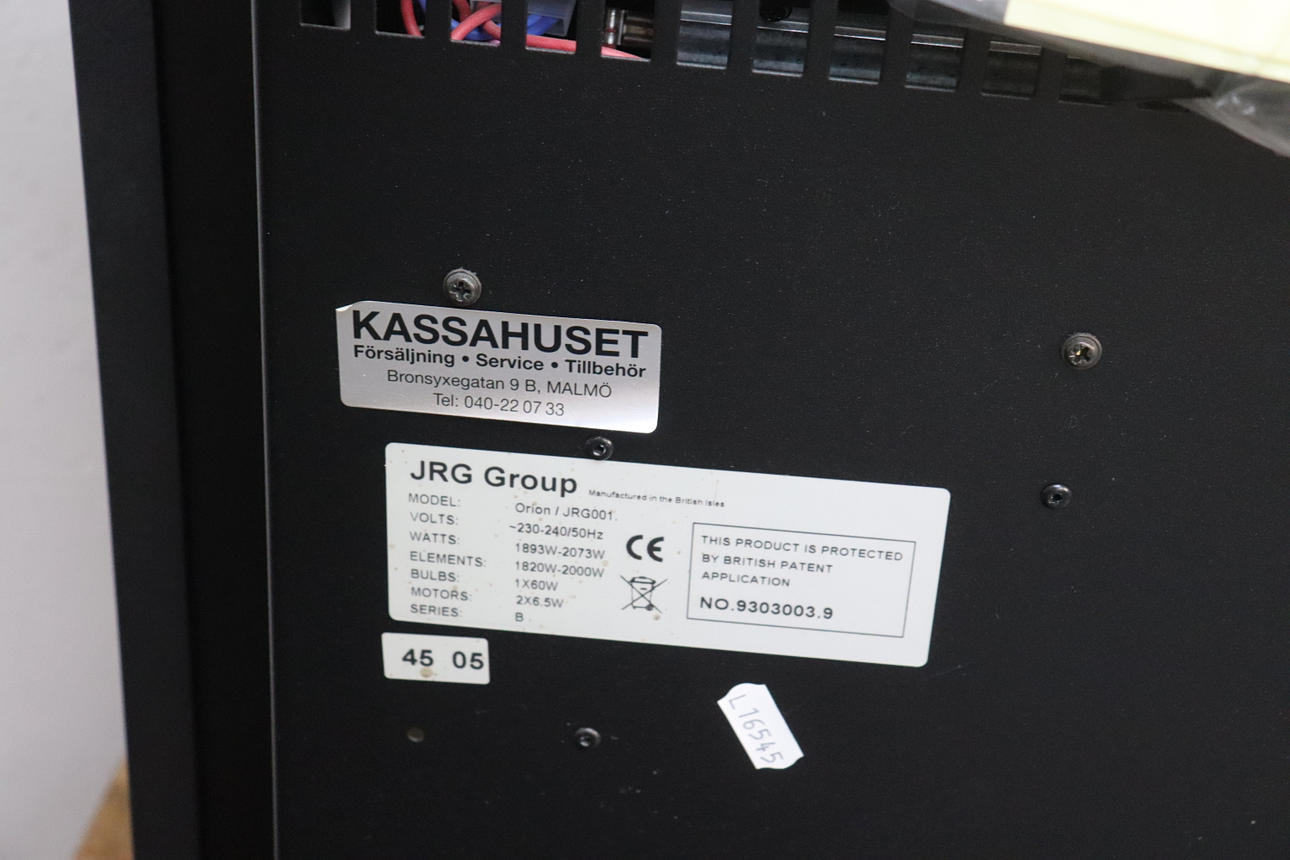 KASSAHUSET
Försäljning • Service • Tillbehör
Bronsyxegatan 9 B, MALMÖ
Tel: 040-22 07 33
JRG Group Manufactured in the British Isles
MODEL: Orion / JRG001.
VOLTS: ~230-240/50Hz
WATTS: 1893W-2073W
ELEMENTS: 1820W-2000W
BULBS: 1X60W
MOTORS: 2X6.5W
SERIES: B
CE
THIS PRODUCT IS PROTECTED
BY BRITISH PATENT
APPLICATION
NO.9303003.9
45 05
L16545